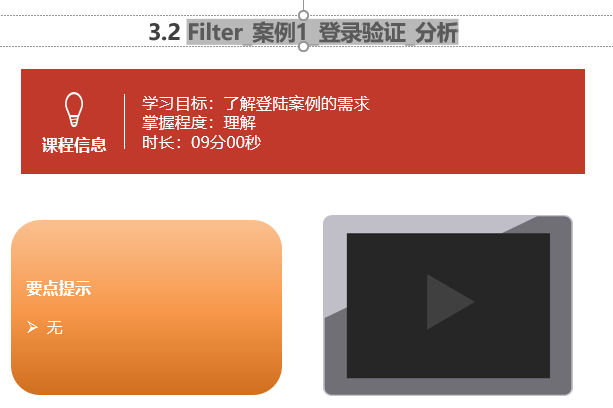 3.2 Filter_案例1_登录验证_分析
学习目标：了解登陆案例的需求
掌握程度：理解
时长：09分00秒
课程信息
要点提示
无